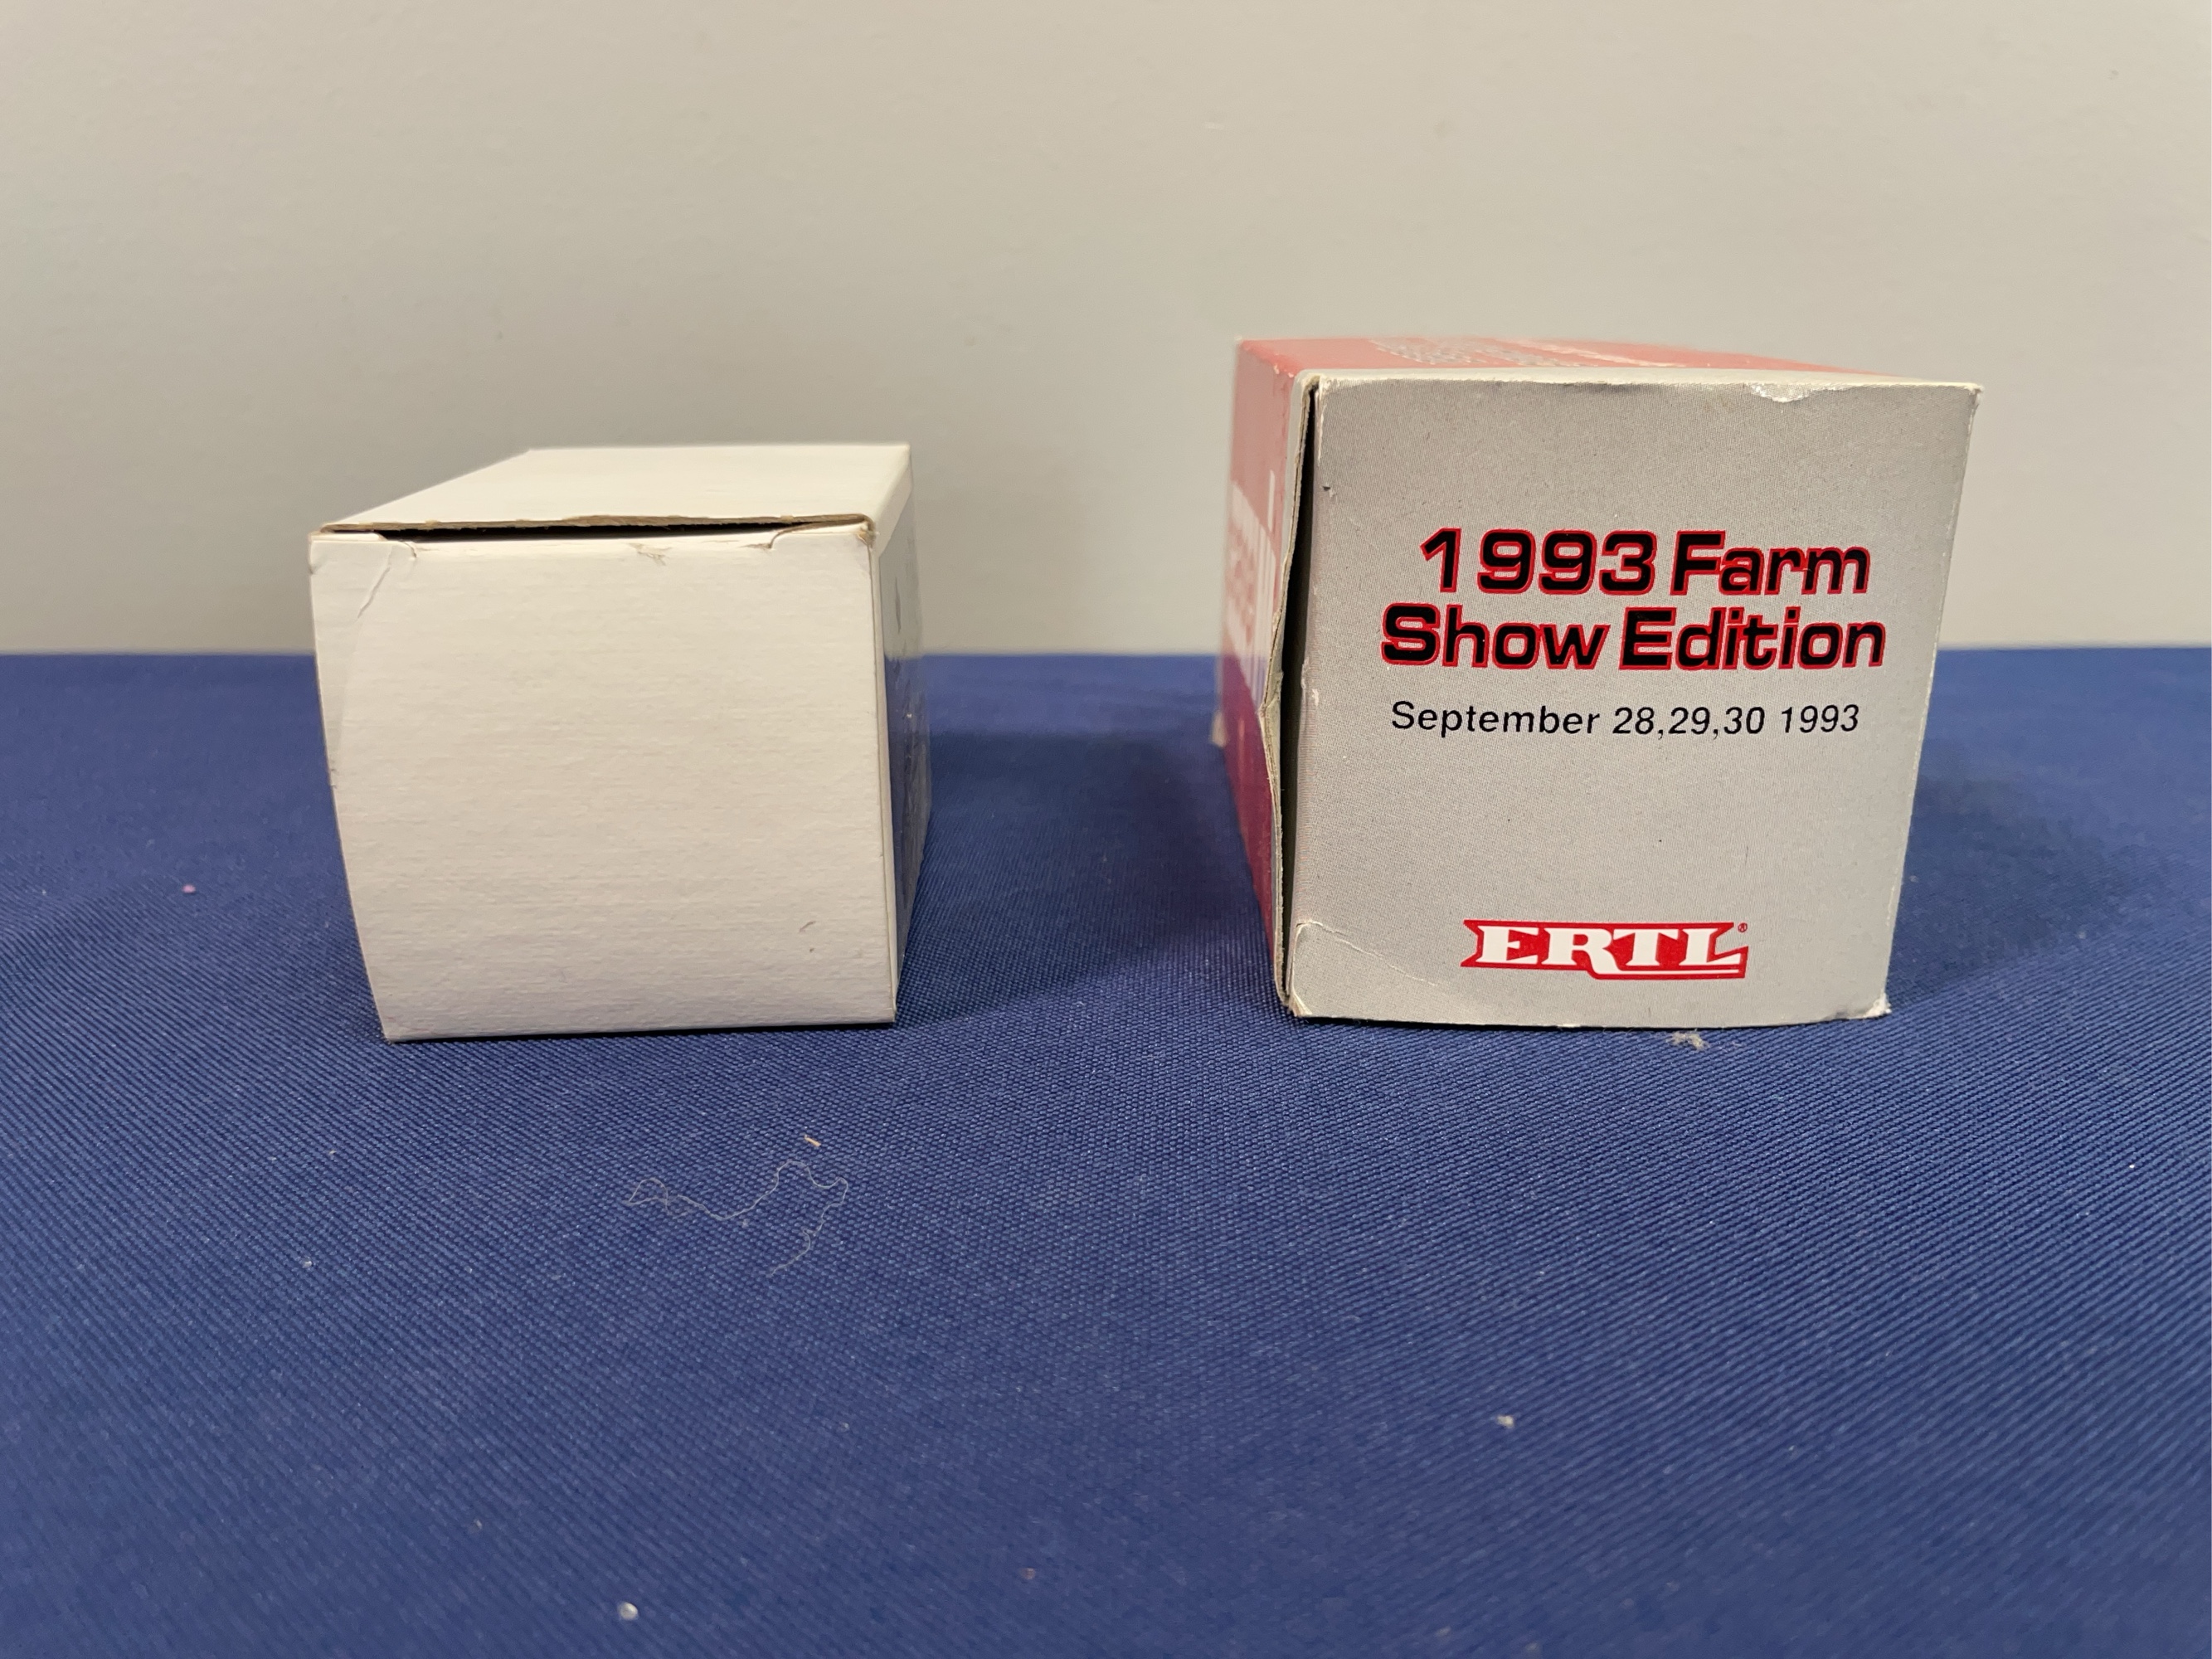 1993 Farm
Show Edition
September 28,29,30 1993
ERTL®